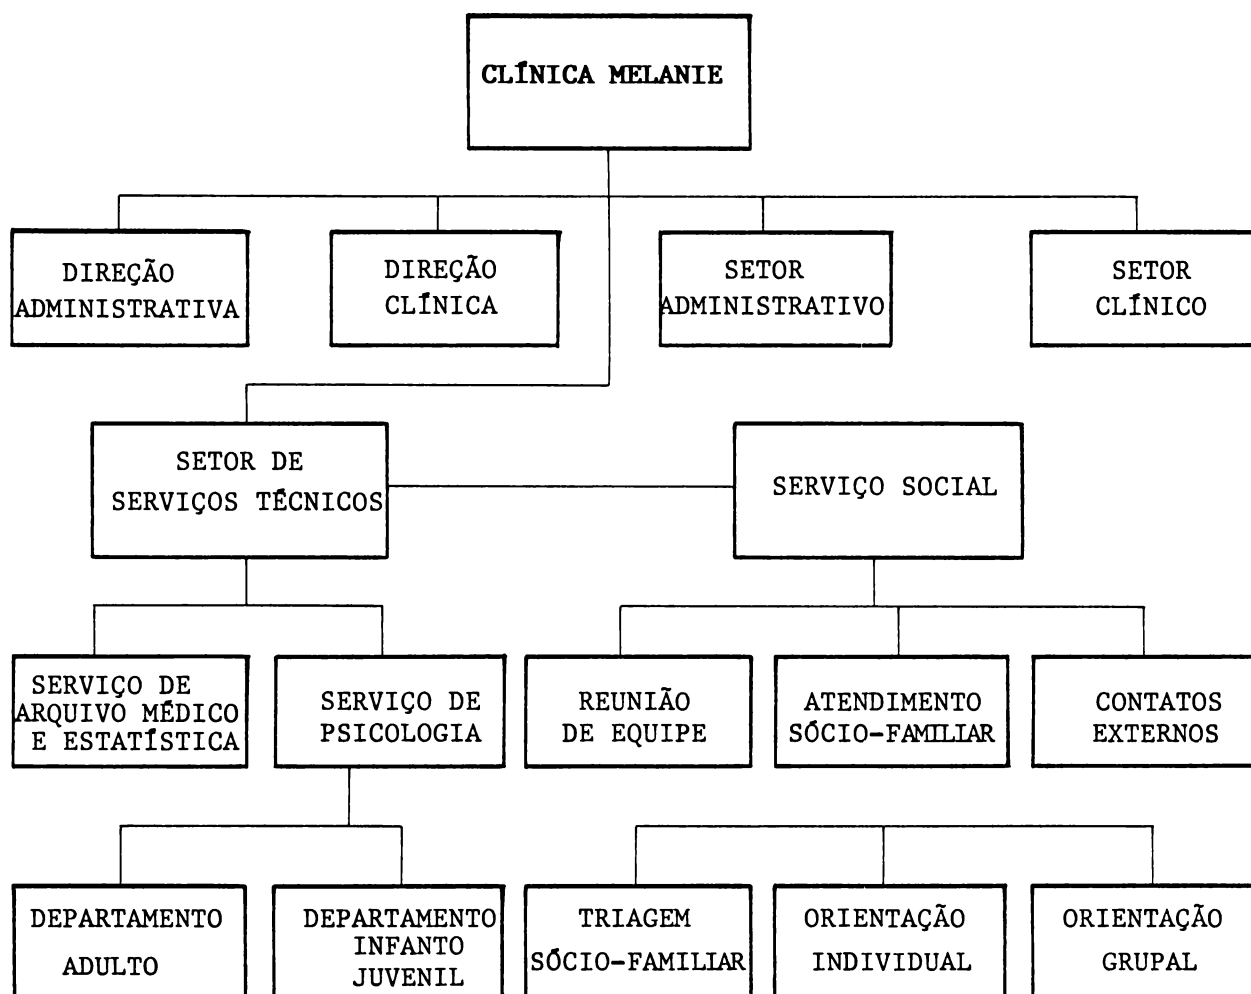 CLÍNICA MELANIE
DIREÇÃO
ADMINISTRATIVA
DIREÇÃO
CLÍNICA
SETOR
ADMINISTRATIVO
SETOR
CLÍNICO
SETOR DE
SERVIÇOS TÉCNICOS
SERVIÇO SOCIAL
SERVIÇO DE
ARQUIVO MÉDICO
E ESTATÍSTICA
SERVIÇO DE
PSICOLOGIA
REUNIÃO
DE EQUIPE
ATENDIMENTO
SÓCIO-FAMILIAR
CONTATOS
EXTERNOS
DEPARTAMENTO
ADULTO
DEPARTAMENTO
INFANTO
JUVENIL
TRIAGEM
SÓCIO-FAMILIAR
ORIENTAÇÃO
INDIVIDUAL
ORIENTAÇÃO
GRUPAL